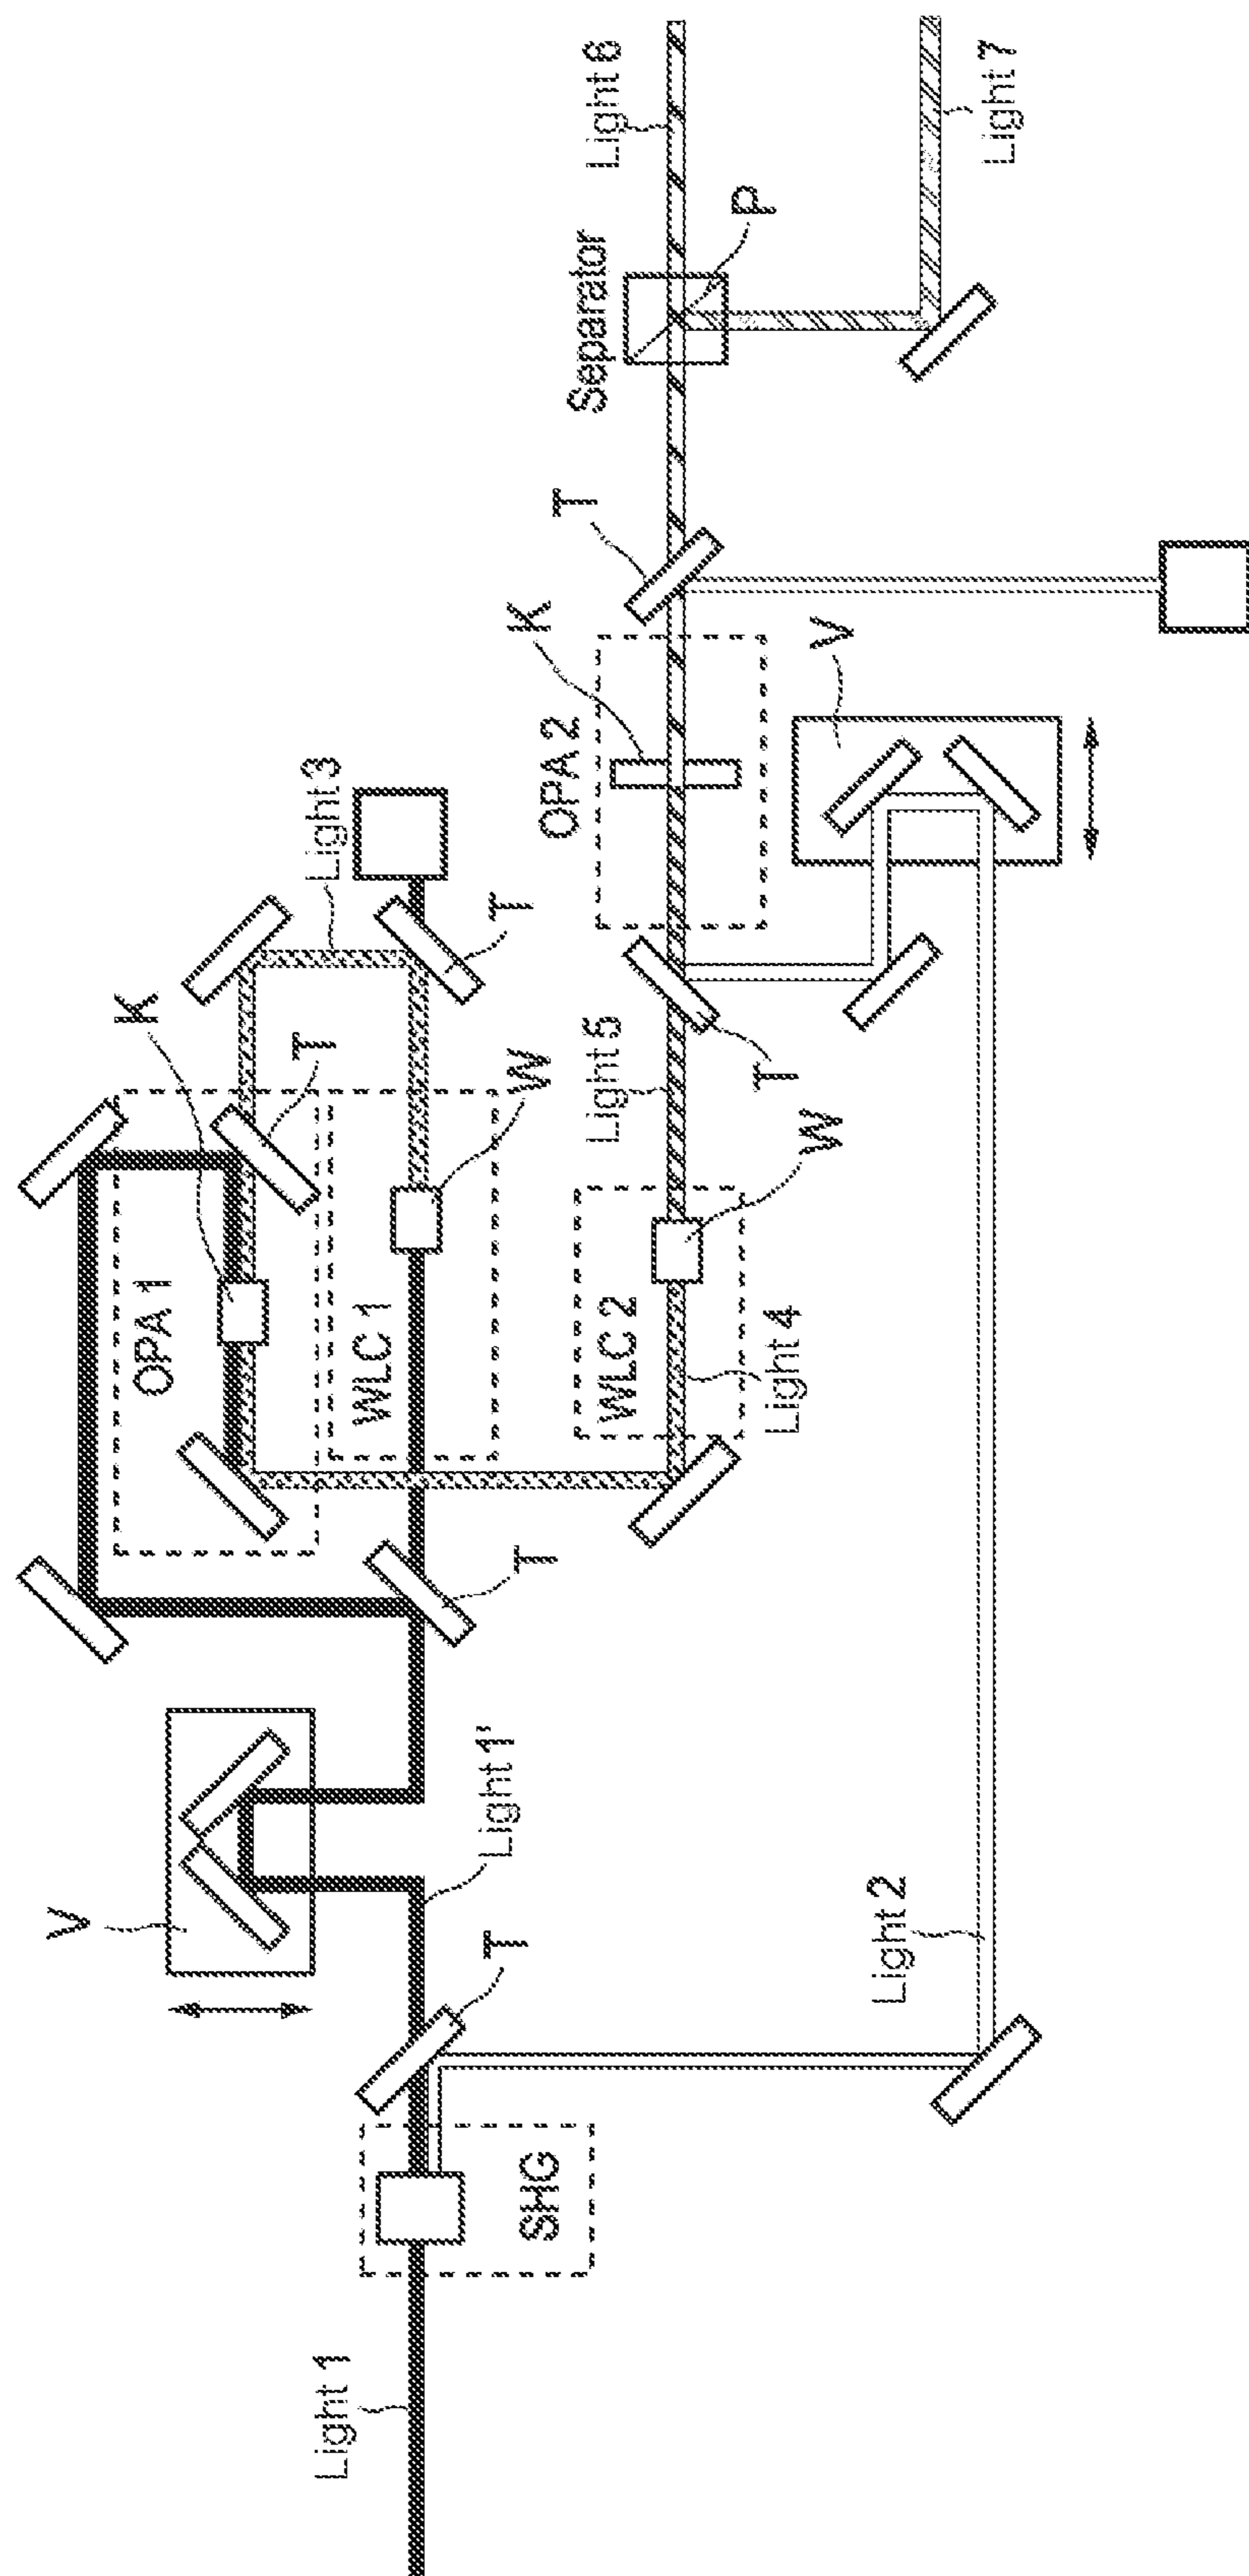 Light 1
SHG
T
V
Light 1'
Light 2
T
OPA 1
K
T
WLC 1
W
Light 3
T
WLC 2
Light 4
W
Light 5
T
OPA 2
K
V
T
Separator
P
Light 6
Light 7